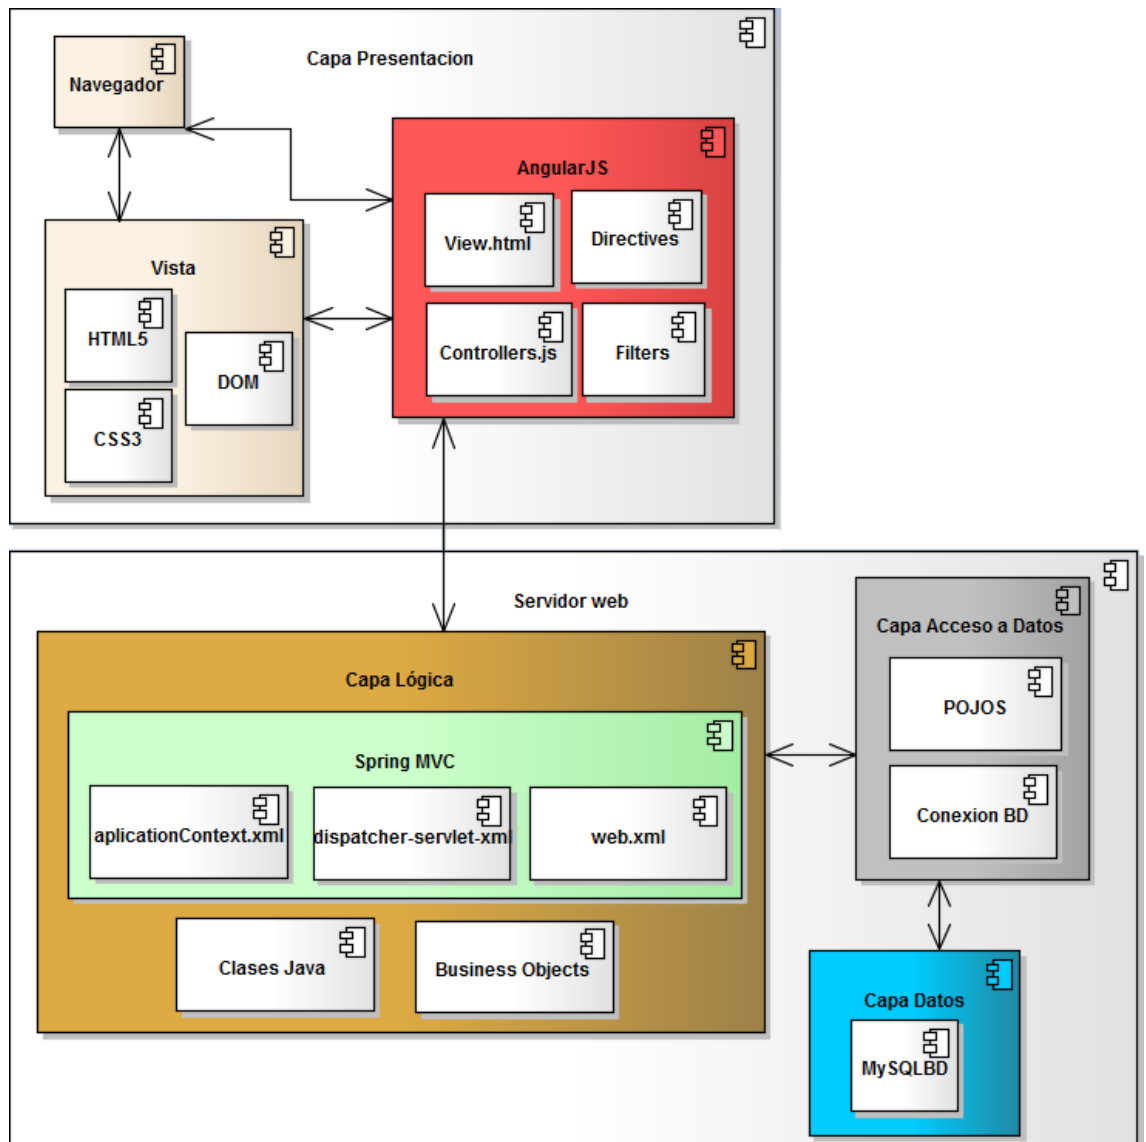 Capa Presentacion
Navegador
AngularJS
View.html
Directives
Vista
HTML5
DOM
CSS3
Controllers.js
Filters
Servidor web
Capa Acceso a Datos
POJOS
Conexion BD
Capa Lógica
Spring MVC
aplicationContext.xml
dispatcher-servlet-xml
web.xml
Clases Java
Business Objects
Capa Datos
MySQLBD